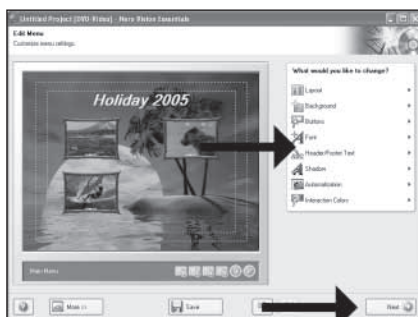 Untitled Project (DVD-Video) - Nero Vision Essentials
Edit Menu
Customize menu settings.
What would you like to change?
Holiday 2005
Layout
Background
Buttons
Font
Header/Footer Text
Shadow
Automatization
Interaction Colors
Main Menu
More >>
Save
Next